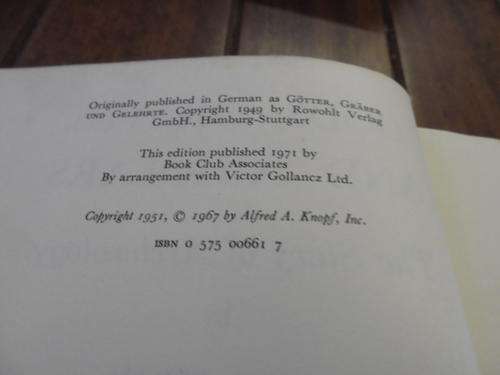 Originally published in German as GÖTTER, GRÄBER
UND GELEHRTE. Copyright 1949 by Rowohlt Verlag
GmbH., Hamburg-Stuttgart
This edition published 1971 by
Book Club Associates
By arrangement with Victor Gollancz Ltd.
Copyright 1951, © 1967 by Alfred A. Knopf, Inc.
ISBN 0 575 00661 7